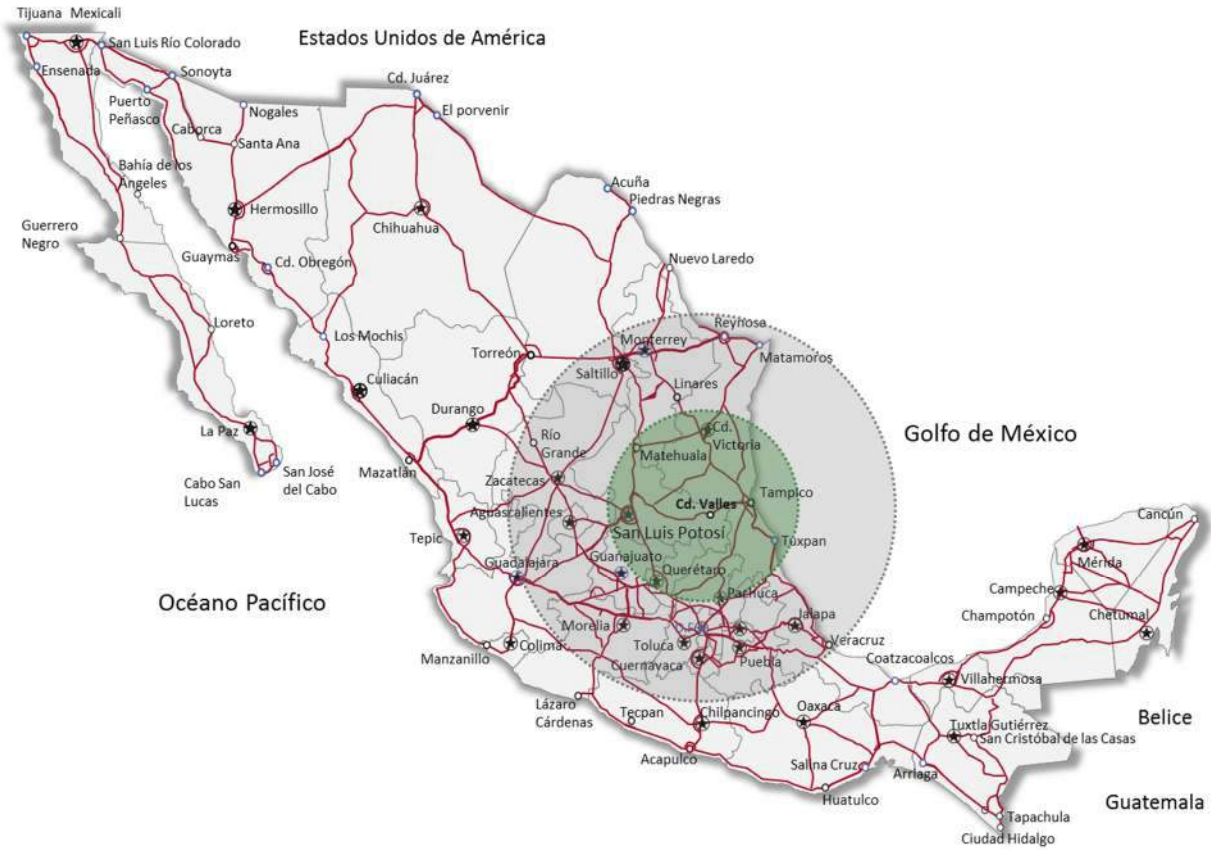 Tijuana
Mexicali
San Luis Río Colorado
Estados Unidos de América
Ensenada
Sonoyta
Cd. Juárez
El porvenir
Puerto
Peñasco
Nogales
Caborca
Santa Ana
Bahía de los
Ángeles
Acuña
Piedras Negras
Hermosillo
Chihuahua
Guerrero
Negro
Guaymas
Cd. Obregón
Nuevo Laredo
Loreto
Los Mochis
Reynosa
Monterrey
Matamoros
Torreón
Saltillo
Culiacán
Linares
Durango
La Paz
Cd.
Victoria
Golfo de México
Río
Grande
Matehuala
Mazatlán
Cabo San
Lucas
San José
del Cabo
Zacatecas
Tampico
Cd. Valles
Aguascalientes
San Luis Potosí
Cancún
Tepic
Túxpan
Guanajuato
Mérida
Guadalajara
Querétaro
Océano Pacífico
Pachuca
Campeche
Champotón
Chetumal
Morelia
Jalapa
Toluca
Veracruz
Manzanillo
Colima
Cuernavaca
Puebla
Coatzacoalcos
Villahermosa
Lázaro
Cárdenas
Tecpan
Chilpancingo
Oaxaca
Belice
Tuxtla Gutiérrez
San Cristóbal de las Casas
Acapulco
Salina Cruz
Arriaga
Huatulco
Guatemala
Tapachula
Ciudad Hidalgo